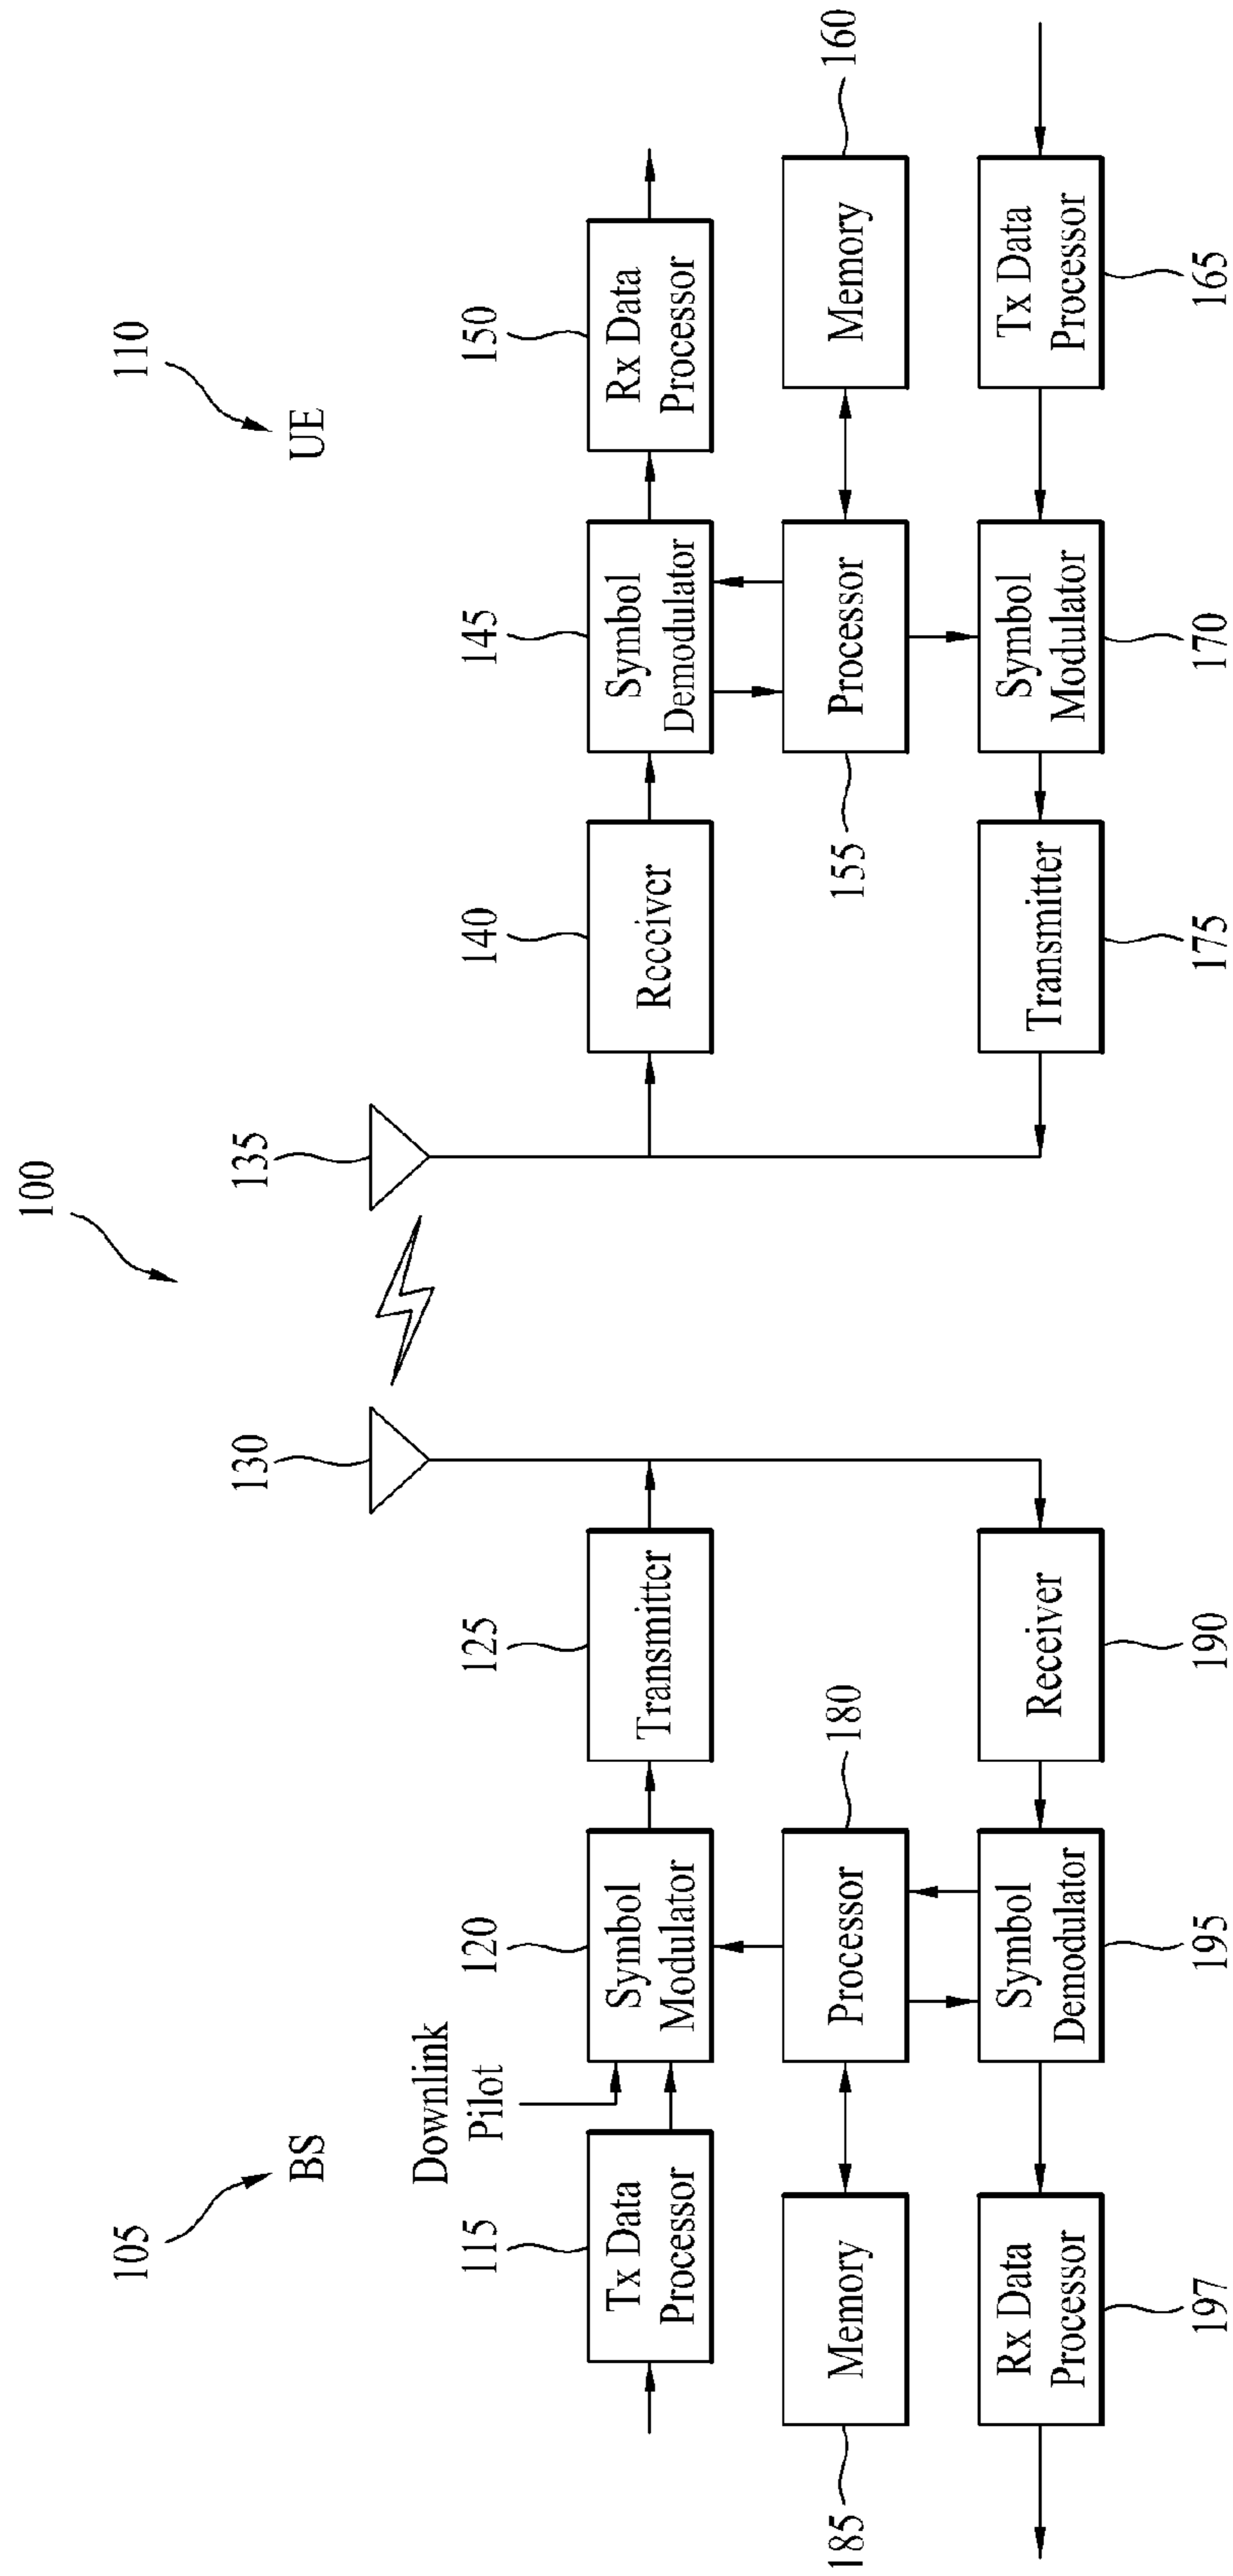 100
105
BS
110
UE
130
135
Downlink
Pilot
115
Tx Data
Processor
120
Symbol
Modulator
125
Transmitter
140
Receiver
145
Symbol
Demodulator
150
Rx Data
Processor
185
Memory
180
Processor
155
Processor
160
Memory
197
Rx Data
Processor
195
Symbol
Demodulator
190
Receiver
175
Transmitter
170
Symbol
Modulator
165
Tx Data
Processor